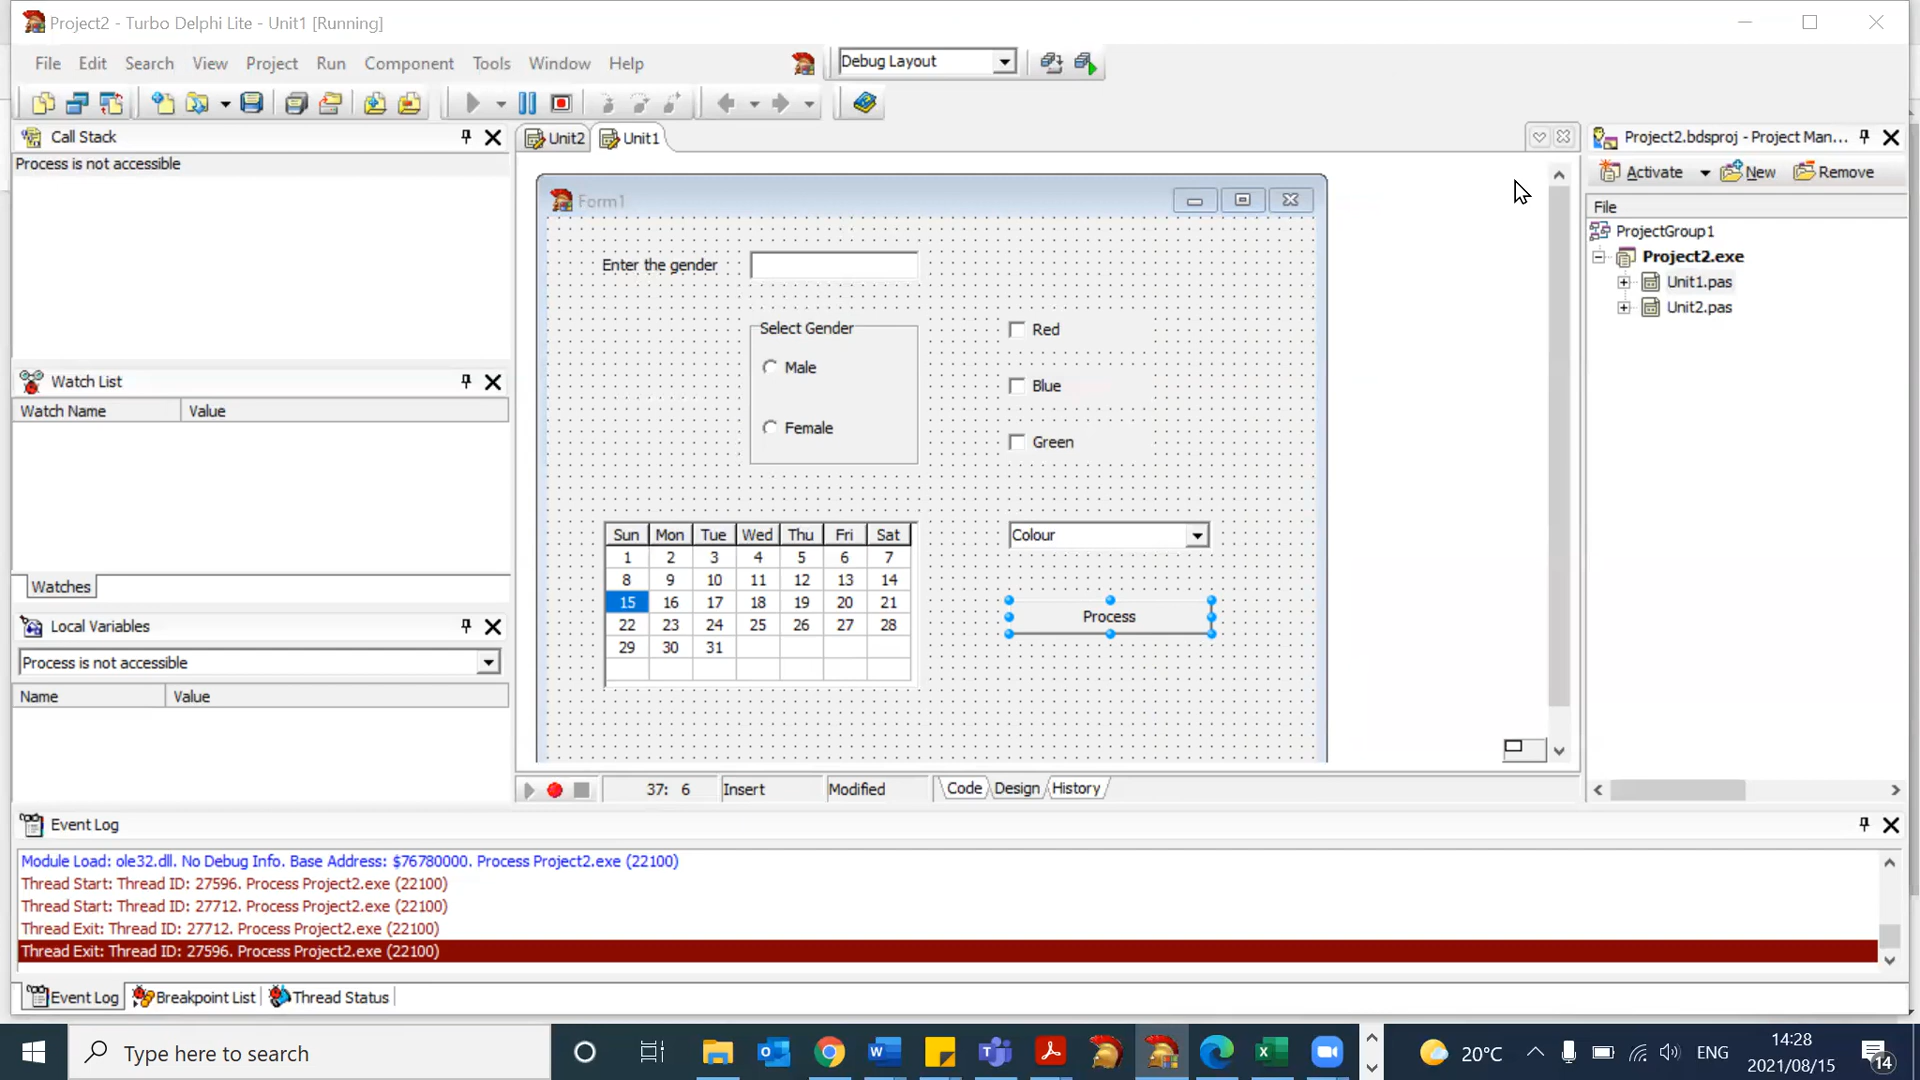 Project2 - Turbo Delphi Lite - Unit1 [Running]
File Edit Search View Project Run Component Tools Window Help
Debug Layout
Call Stack
Process is not accessible
Unit2 Unit1
Project2.bdsproj - Project Man...
Activate New Remove
File
ProjectGroup1
Project2.exe
Unit1.pas
Unit2.pas
Form1
Enter the gender
Select Gender
Male
Female
Red
Blue
Green
Watch List
Watch Name Value
Watches
Sun Mon Tue Wed Thu Fri Sat
1 2 3 4 5 6 7
8 9 10 11 12 13 14
15 16 17 18 19 20 21
22 23 24 25 26 27 28
29 30 31
Colour
Process
Local Variables
Process is not accessible
Name Value
37: 6 Insert Modified Code Design History
Event Log
Module Load: ole32.dll. No Debug Info. Base Address: $76780000. Process Project2.exe (22100)
Thread Start: Thread ID: 27596. Process Project2.exe (22100)
Thread Start: Thread ID: 27712. Process Project2.exe (22100)
Thread Exit: Thread ID: 27712. Process Project2.exe (22100)
Thread Exit: Thread ID: 27596. Process Project2.exe (22100)
Event Log Breakpoint List Thread Status
Type here to search
20°C
ENG
14:28
2021/08/15
14